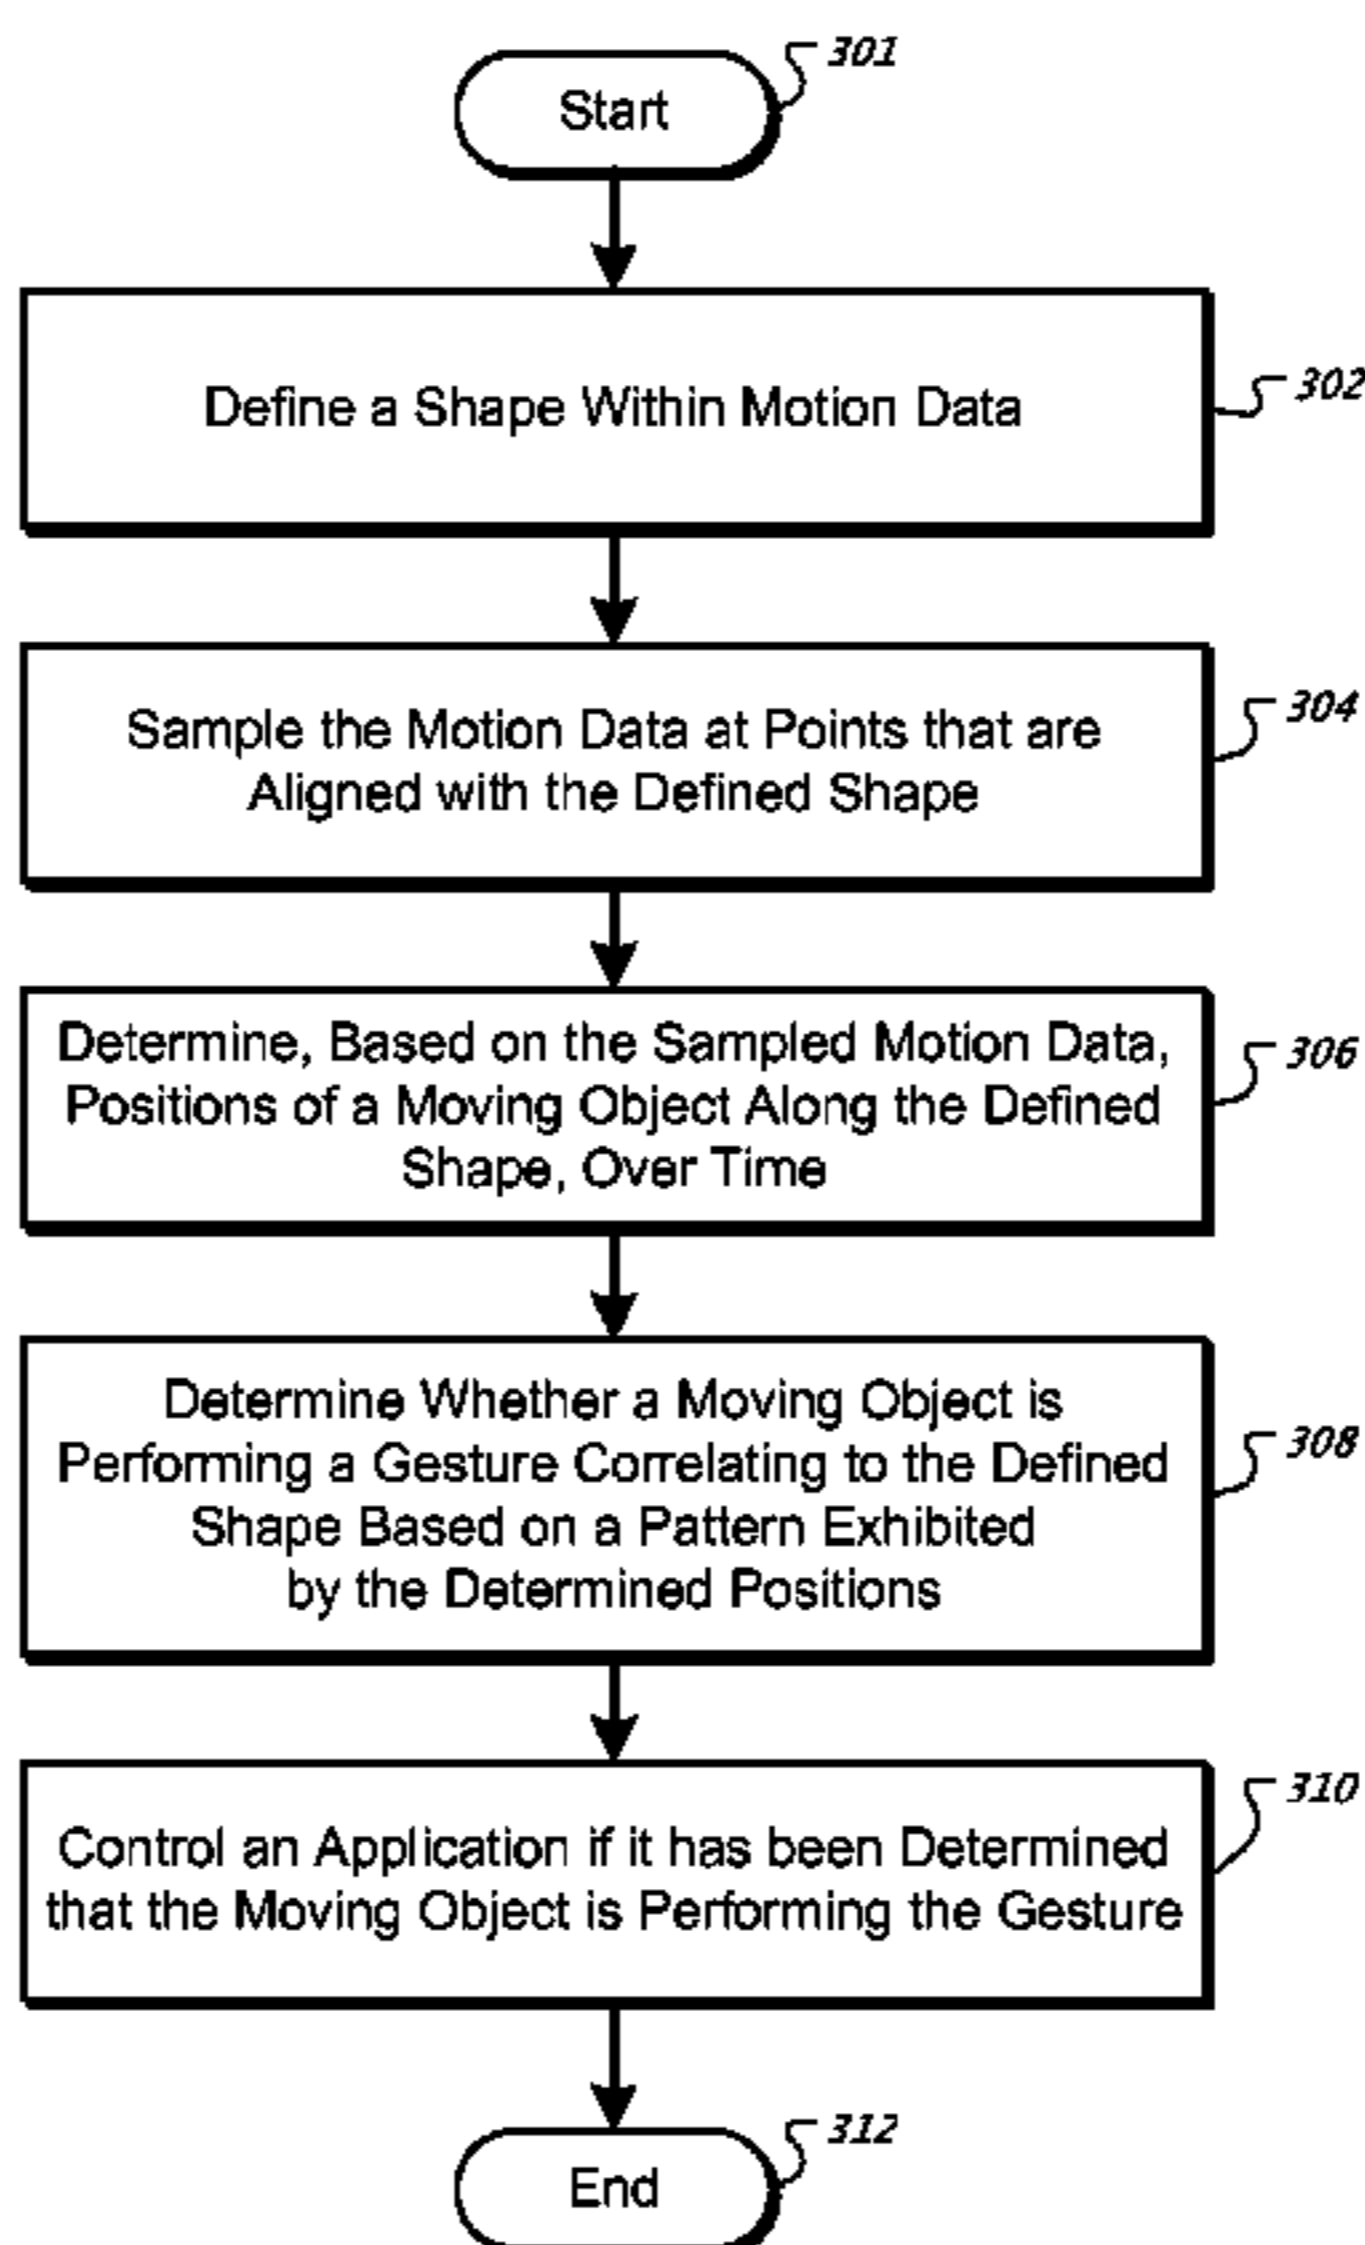 301
Start
302
Define a Shape Within Motion Data
304
Sample the Motion Data at Points that are
Aligned with the Defined Shape
306
Determine, Based on the Sampled Motion Data,
Positions of a Moving Object Along the Defined
Shape, Over Time
308
Determine Whether a Moving Object is
Performing a Gesture Correlating to the Defined
Shape Based on a Pattern Exhibited
by the Determined Positions
310
Control an Application if it has been Determined
that the Moving Object is Performing the Gesture
312
End